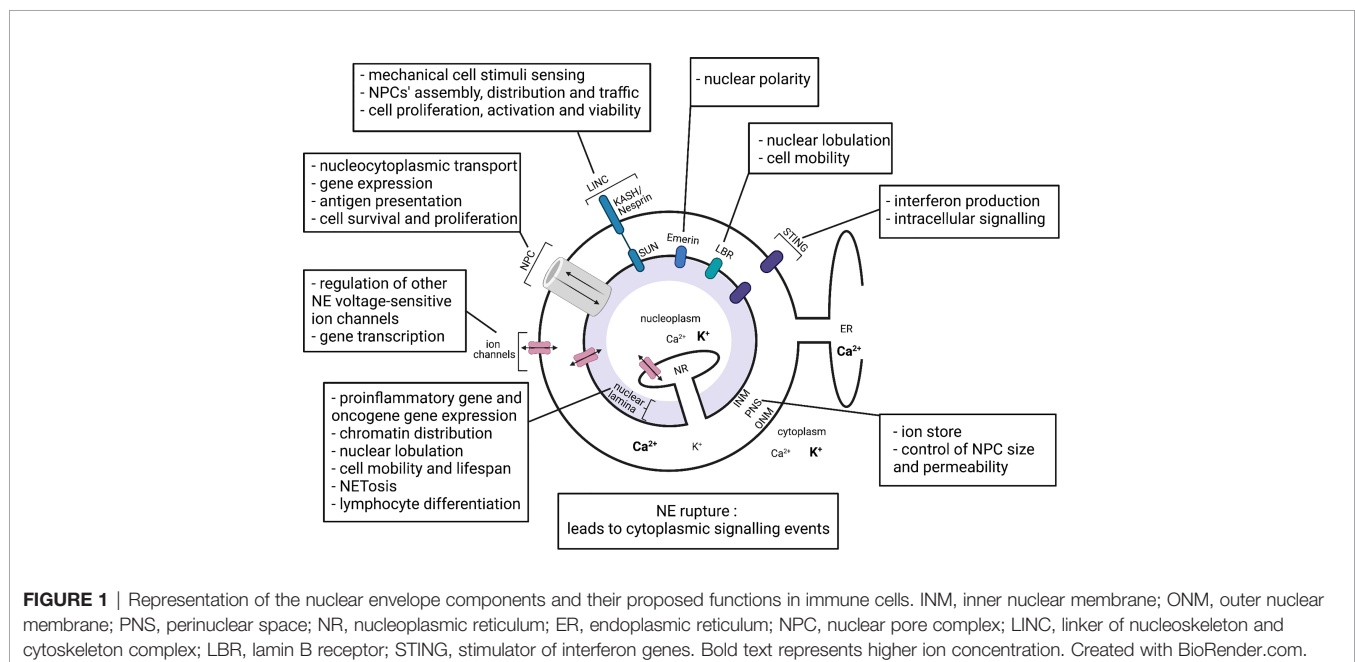 - mechanical cell stimuli sensing
- NPCs' assembly, distribution and traffic
- cell proliferation, activation and viability
- nuclear polarity
- nuclear lobulation
- cell mobility
- nucleocytoplasmic transport
- gene expression
- antigen presentation
- cell survival and proliferation
- interferon production
- intracellular signalling
LINC
KASH/
Nesprin
SUN
Emerin
LBR
STING
NPC
- regulation of other
NE voltage-sensitive
ion channels
- gene transcription
ion
channels
nucleoplasm
Ca²⁺ K⁺
NR
ER
Ca²⁺
nuclear
lamina
INM
PNS
ONM
- proinflammatory gene and
oncogene gene expression
- chromatin distribution
- nuclear lobulation
- cell mobility and lifespan
- NETosis
- lymphocyte differentiation
Ca²⁺ K⁺
cytoplasm
Ca²⁺ K⁺
- ion store
- control of NPC size
and permeability
NE rupture :
leads to cytoplasmic signalling events
FIGURE 1 | Representation of the nuclear envelope components and their proposed functions in immune cells. INM, inner nuclear membrane; ONM, outer nuclear
membrane; PNS, perinuclear space; NR, nucleoplasmic reticulum; ER, endoplasmic reticulum; NPC, nuclear pore complex; LINC, linker of nucleoskeleton and
cytoskeleton complex; LBR, lamin B receptor; STING, stimulator of interferon genes. Bold text represents higher ion concentration. Created with BioRender.com.